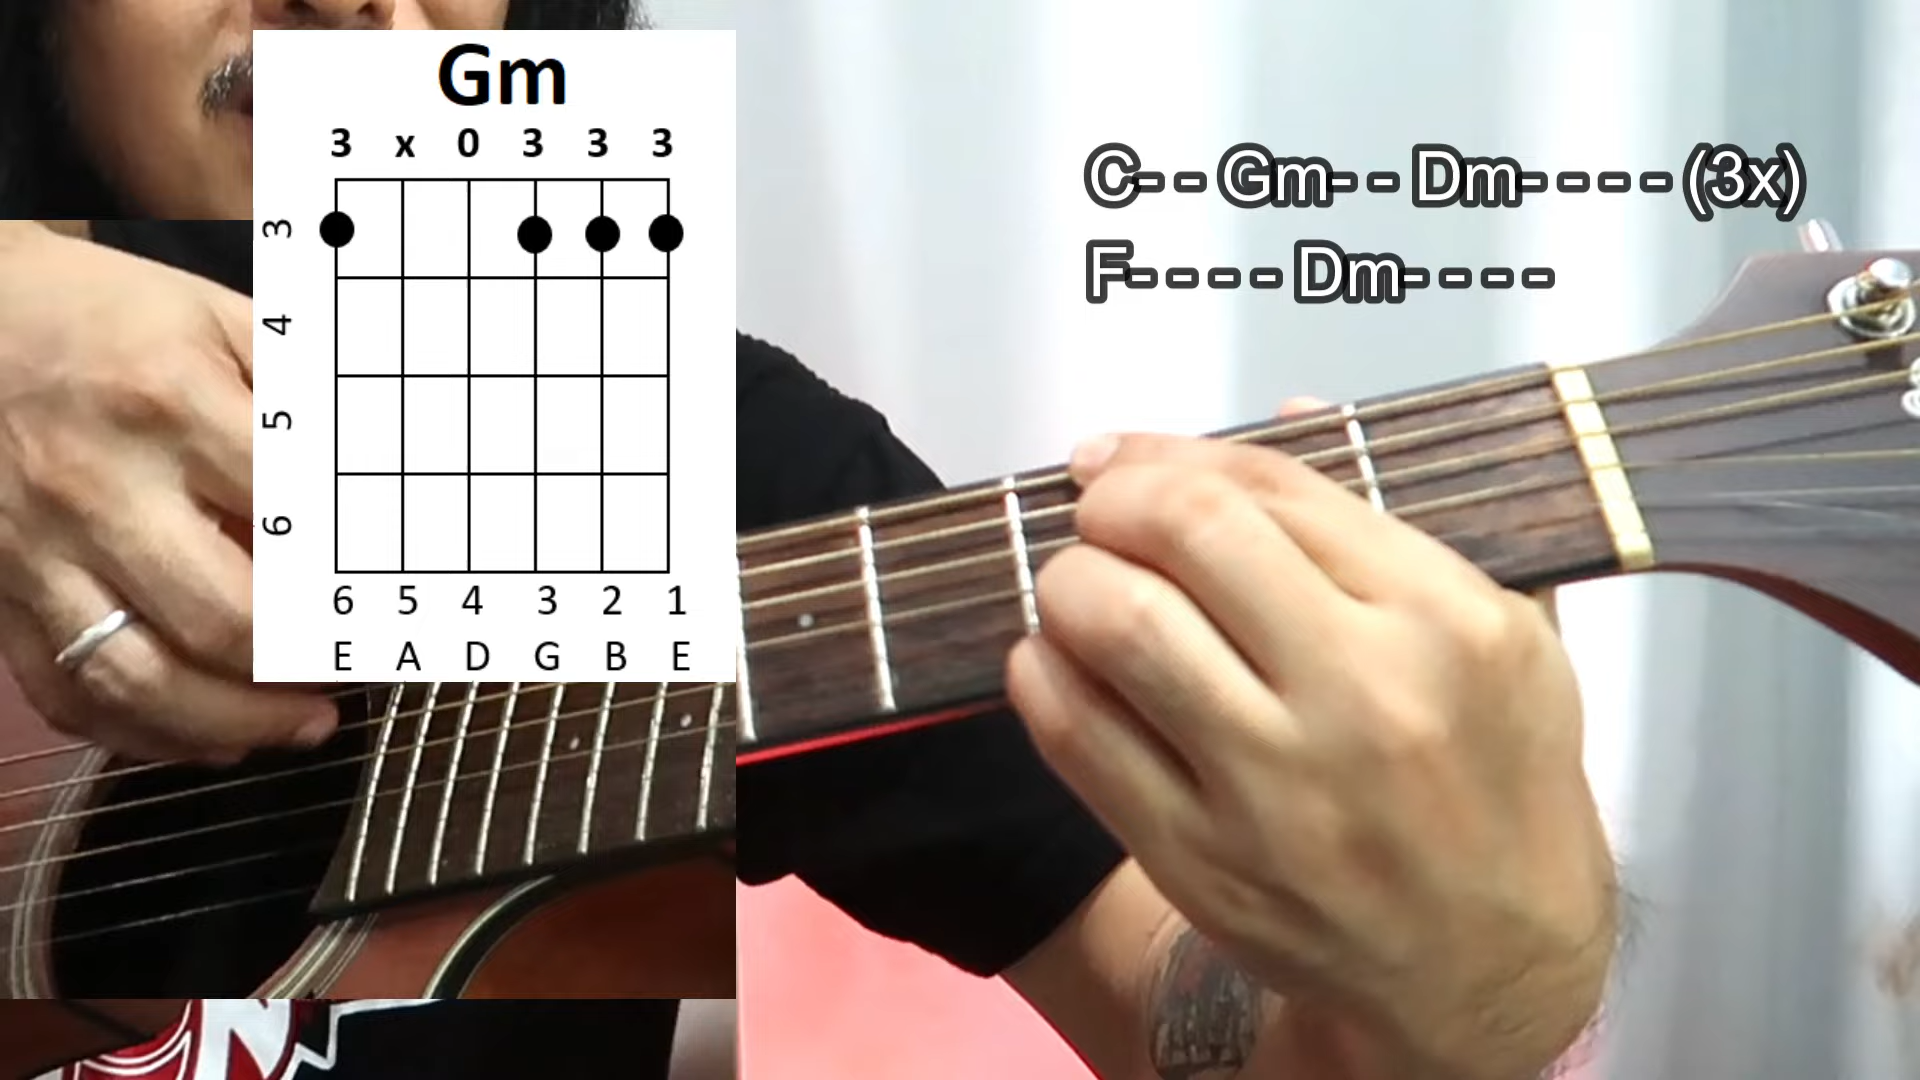 Gm
3 x 0 3 3 3
3
4
5
6
6 5 4 3 2 1
E A D G B E
C--Gm--Dm----(3x)
F----Dm----